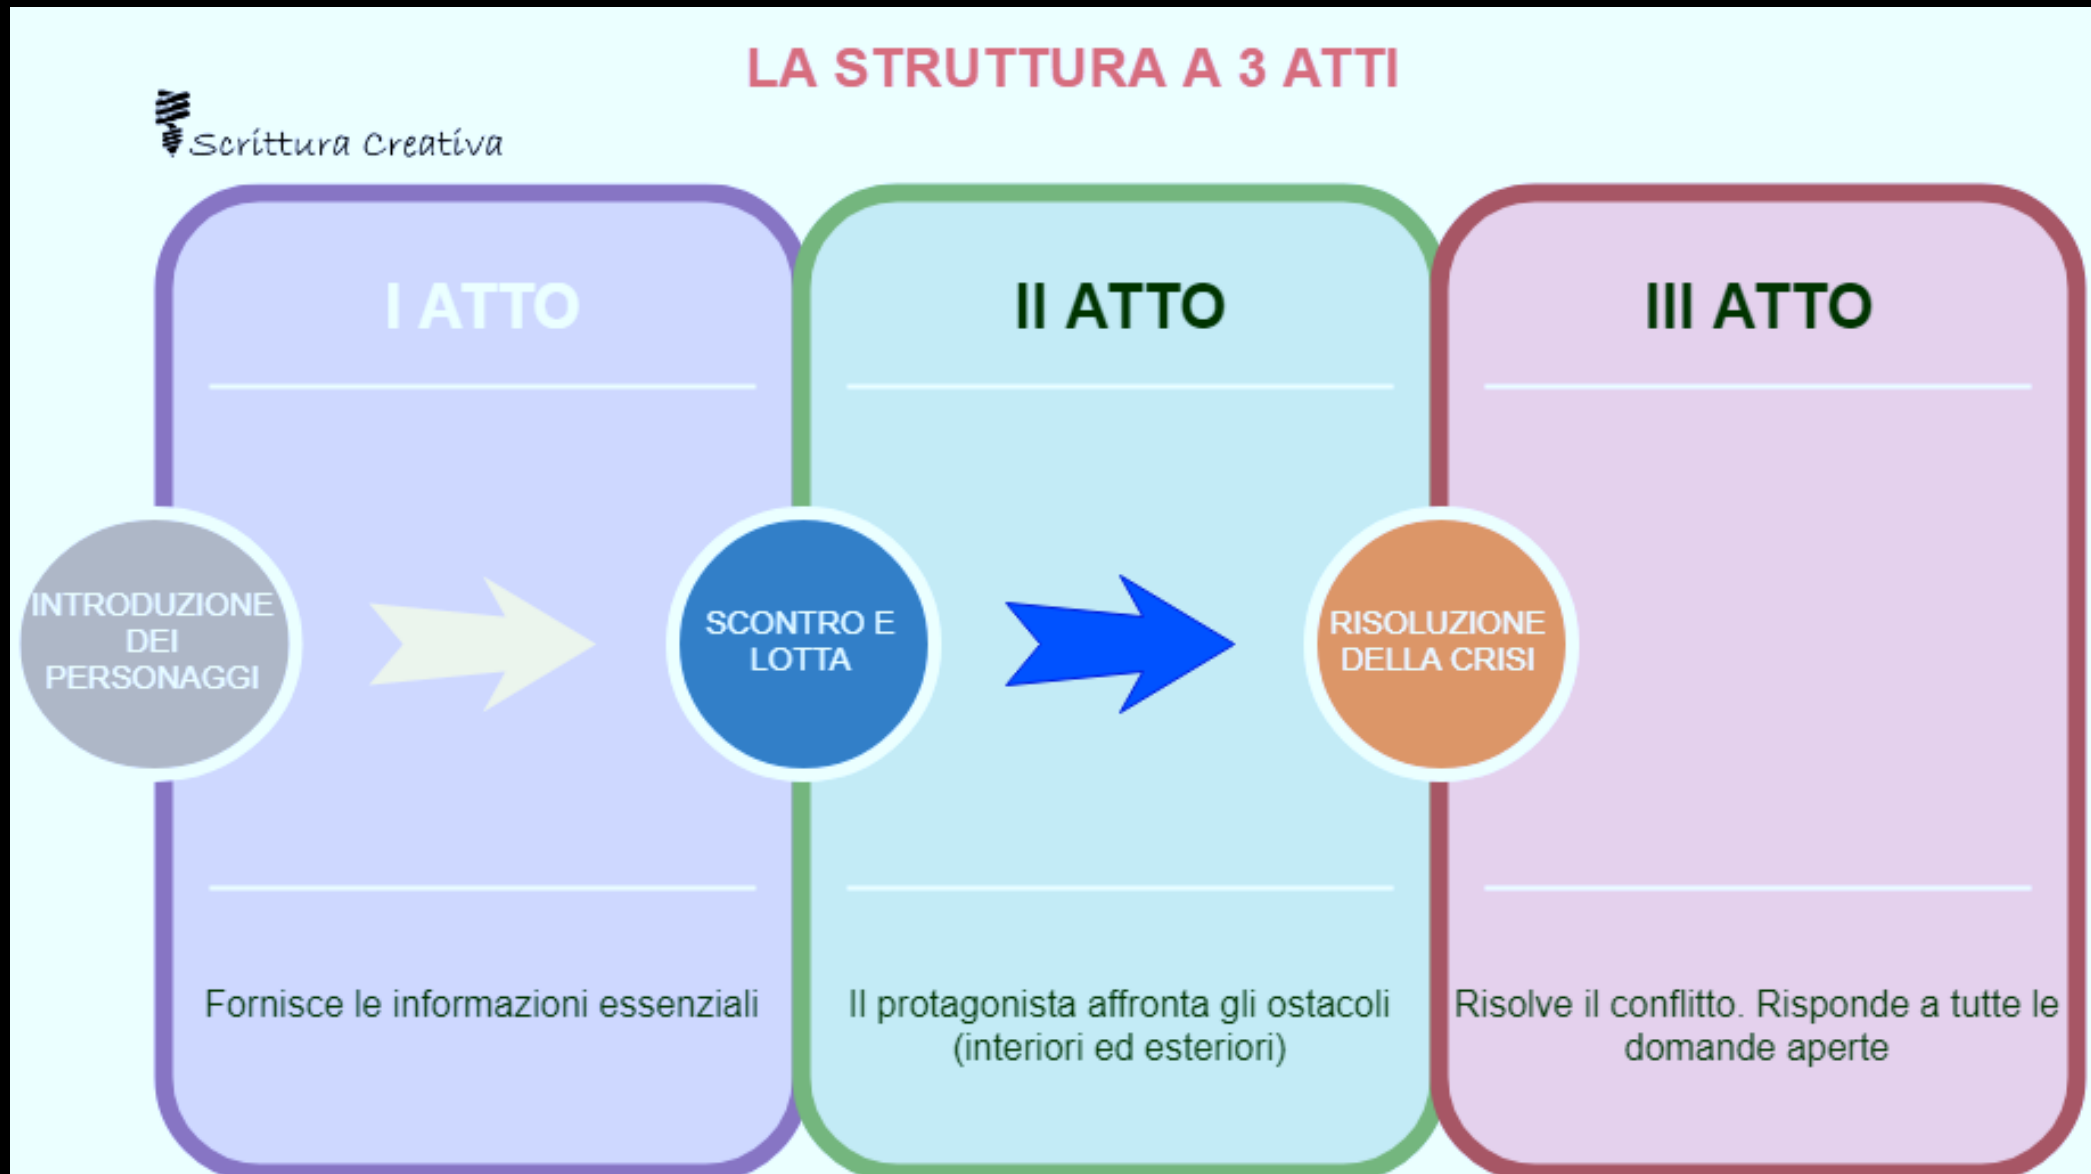 LA STRUTTURA A 3 ATTI
Scrittura Creativa
I ATTO
INTRODUZIONE
DEI
PERSONAGGI
Fornisce le informazioni essenziali
II ATTO
SCONTRO E
LOTTA
Il protagonista affronta gli ostacoli
(interiori ed esteriori)
III ATTO
RISOLUZIONE
DELLA CRISI
Risolve il conflitto. Risponde a tutte le
domande aperte